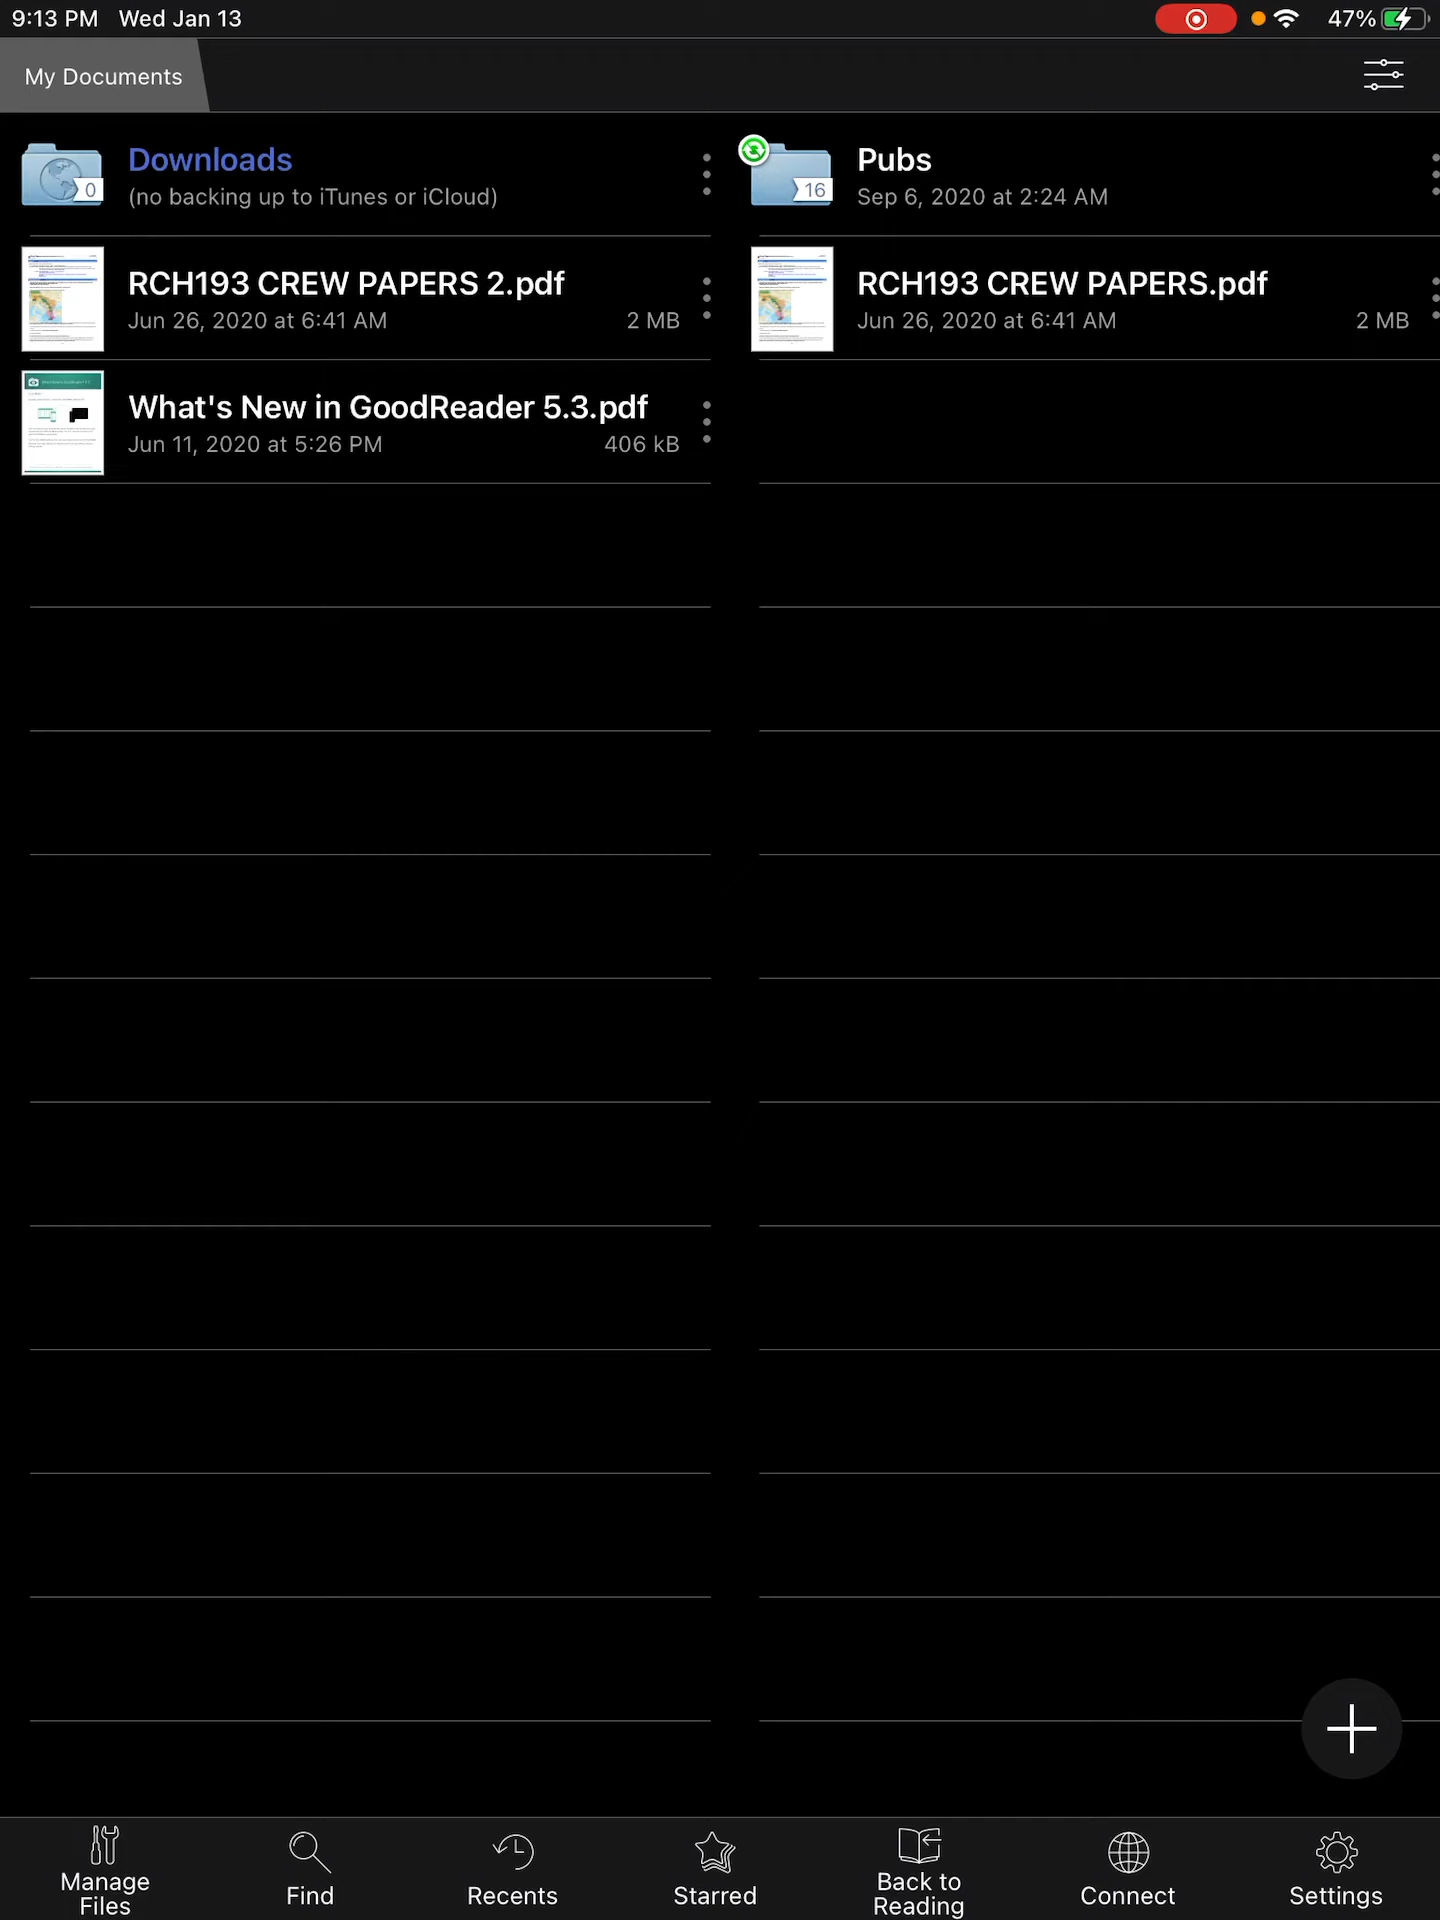 9:13 PM Wed Jan 13
47%
My Documents
Downloads
(no backing up to iTunes or iCloud)
0
Pubs
Sep 6, 2020 at 2:24 AM
16
RCH193 CREW PAPERS 2.pdf
Jun 26, 2020 at 6:41 AM 2 MB
RCH193 CREW PAPERS.pdf
Jun 26, 2020 at 6:41 AM 2 MB
What's New in GoodReader 5.3.pdf
Jun 11, 2020 at 5:26 PM 406 kB
Manage
Files
Find
Recents
Starred
Back to
Reading
Connect
Settings